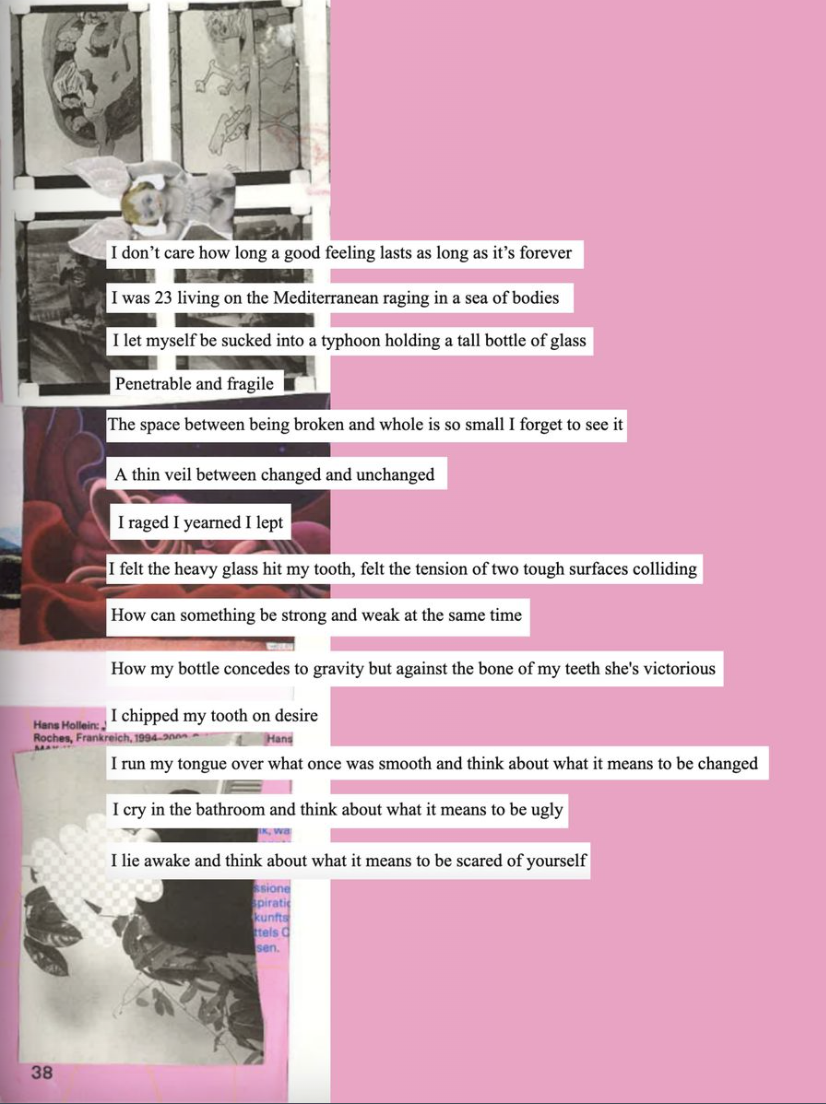 I don’t care how long a good feeling lasts as long as it’s forever
I was 23 living on the Mediterranean raging in a sea of bodies
I let myself be sucked into a typhoon holding a tall bottle of glass
Penetrable and fragile
The space between being broken and whole is so small I forget to see it
A thin veil between changed and unchanged
I raged I yearned I lept
I felt the heavy glass hit my tooth, felt the tension of two tough surfaces colliding
How can something be strong and weak at the same time
How my bottle concedes to gravity but against the bone of my teeth she's victorious
I chipped my tooth on desire
Hans Hollein:
Roches, Frankreich, 1994–2002
Hans
I run my tongue over what once was smooth and think about what it means to be changed
I cry in the bathroom and think about what it means to be ugly
I lie awake and think about what it means to be scared of yourself
ssione
spiratio
kunfts
ttels C
sen.
38